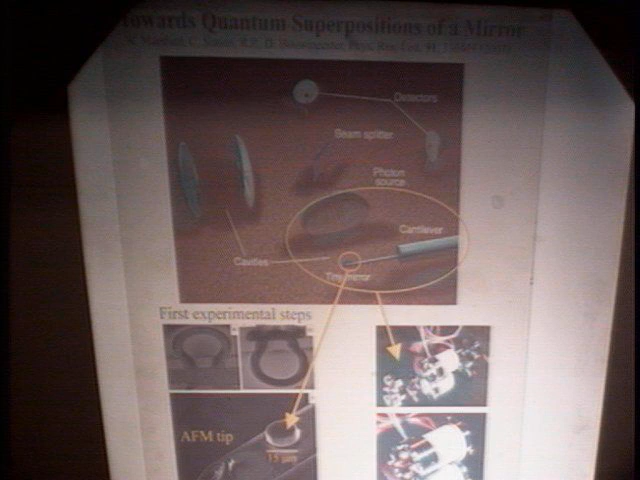 Towards Quantum Superpositions of a Mirror
Detectors
Beam splitter
Photon
source
Cantilever
Cavities
Tiny mirror
First experimental steps
AFM tip
15 μm